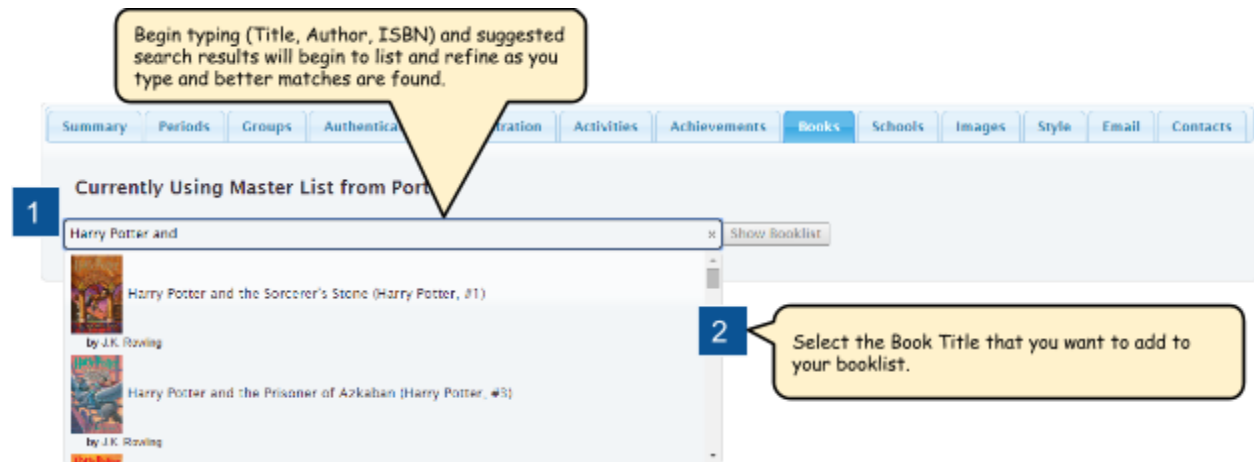 Begin typing (Title, Author, ISBN) and suggested
search results will begin to list and refine as you
type and better matches are found.
Summary Periods Groups Authentica tration Activities Achievements Books Schools Images Style Email Contacts
Currently Using Master List from Port
1
Harry Potter and x Show Booklist
Harry Potter and the Sorcerer's Stone (Harry Potter, #1)
by J.K. Rowling
2
Select the Book Title that you want to add to
your booklist.
Harry Potter and the Prisoner of Azkaban (Harry Potter, #3)
by J.K. Rowling